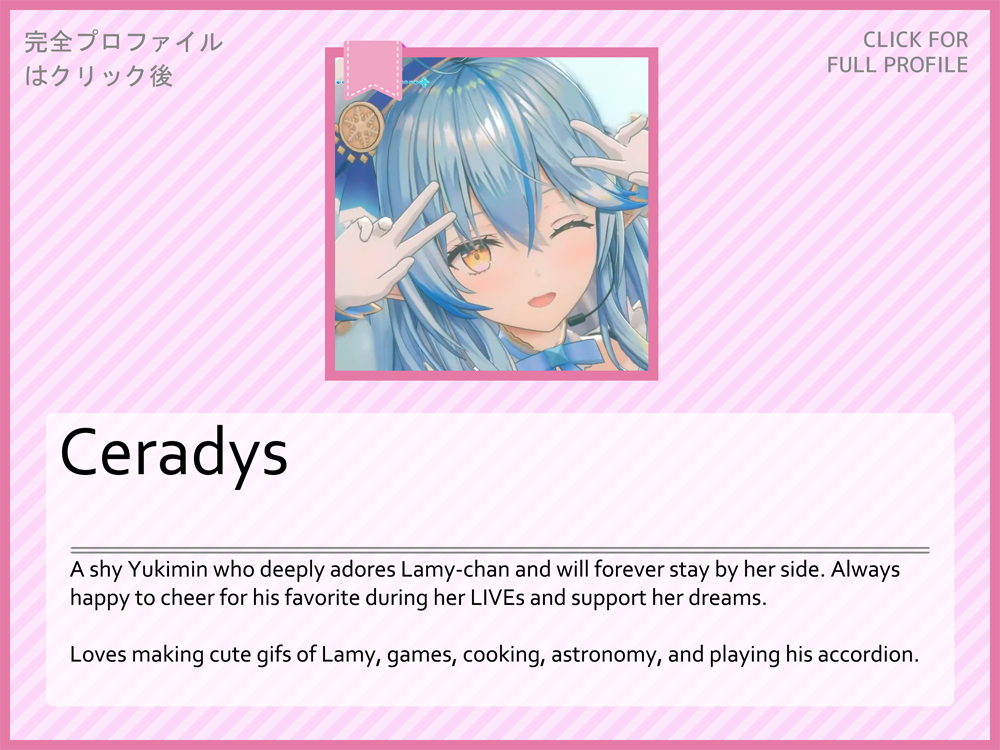 完全プロファイル
はクリック後
CLICK FOR
FULL PROFILE
Ceradys
A shy Yukimin who deeply adores Lamy-chan and will forever stay by her side. Always
happy to cheer for his favorite during her LIVEs and support her dreams.
Loves making cute gifs of Lamy, games, cooking, astronomy, and playing his accordion.